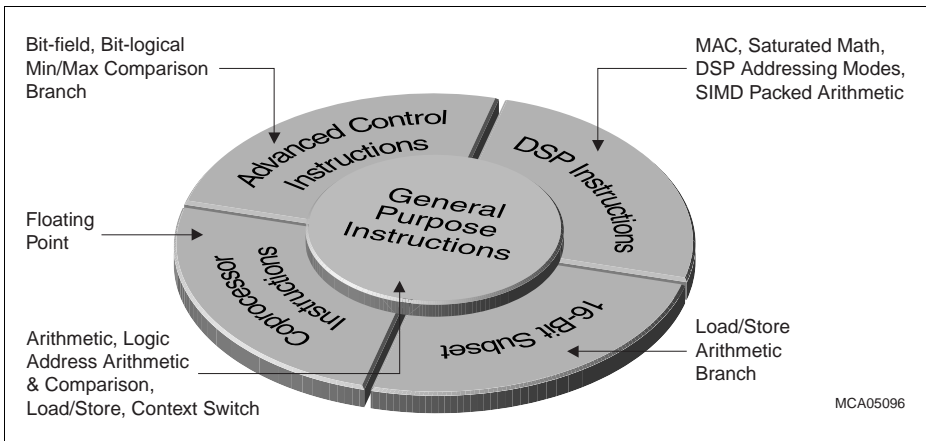 Bit-field, Bit-logical
Min/Max Comparison
Branch
MAC, Saturated Math,
DSP Addressing Modes,
SIMD Packed Arithmetic
Advanced Control
Instructions
DSP Instructions
General
Purpose
Instructions
Floating
Point
Coprocessor
Instructions
16-Bit Subset
Arithmetic, Logic
Address Arithmetic
& Comparison,
Load/Store, Context Switch
Load/Store
Arithmetic
Branch
MCA05096